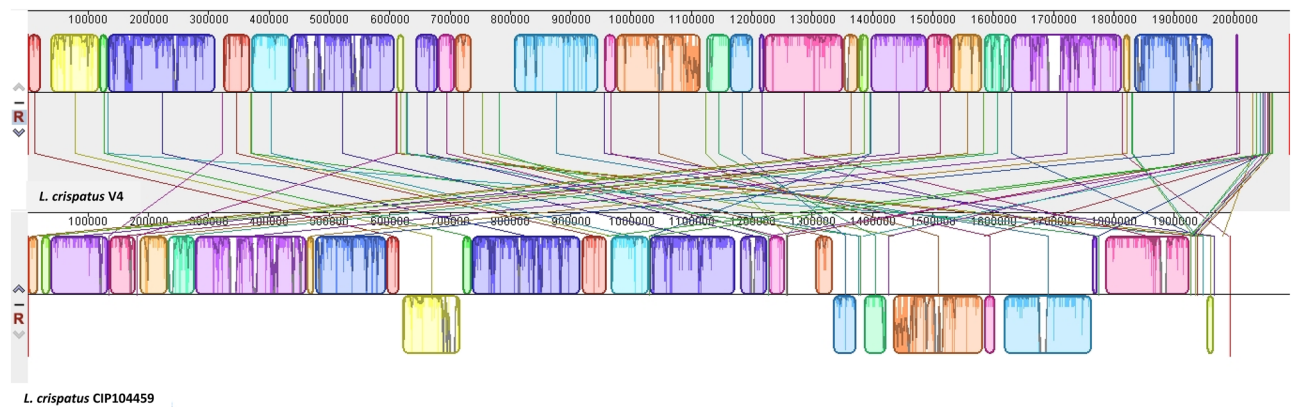 100000 200000 300000 400000 500000 600000 700000 800000 900000 1000000 1100000 1200000 1300000 1400000 1500000 1600000 1700000 1800000 1900000 2000000
R
L. crispatus V4
100000 200000 300000 400000 500000 600000 700000 800000 900000 1000000 1100000 1200000 1300000 1400000 1500000 1600000 1700000 1800000 1900000
R
L. crispatus CIP104459